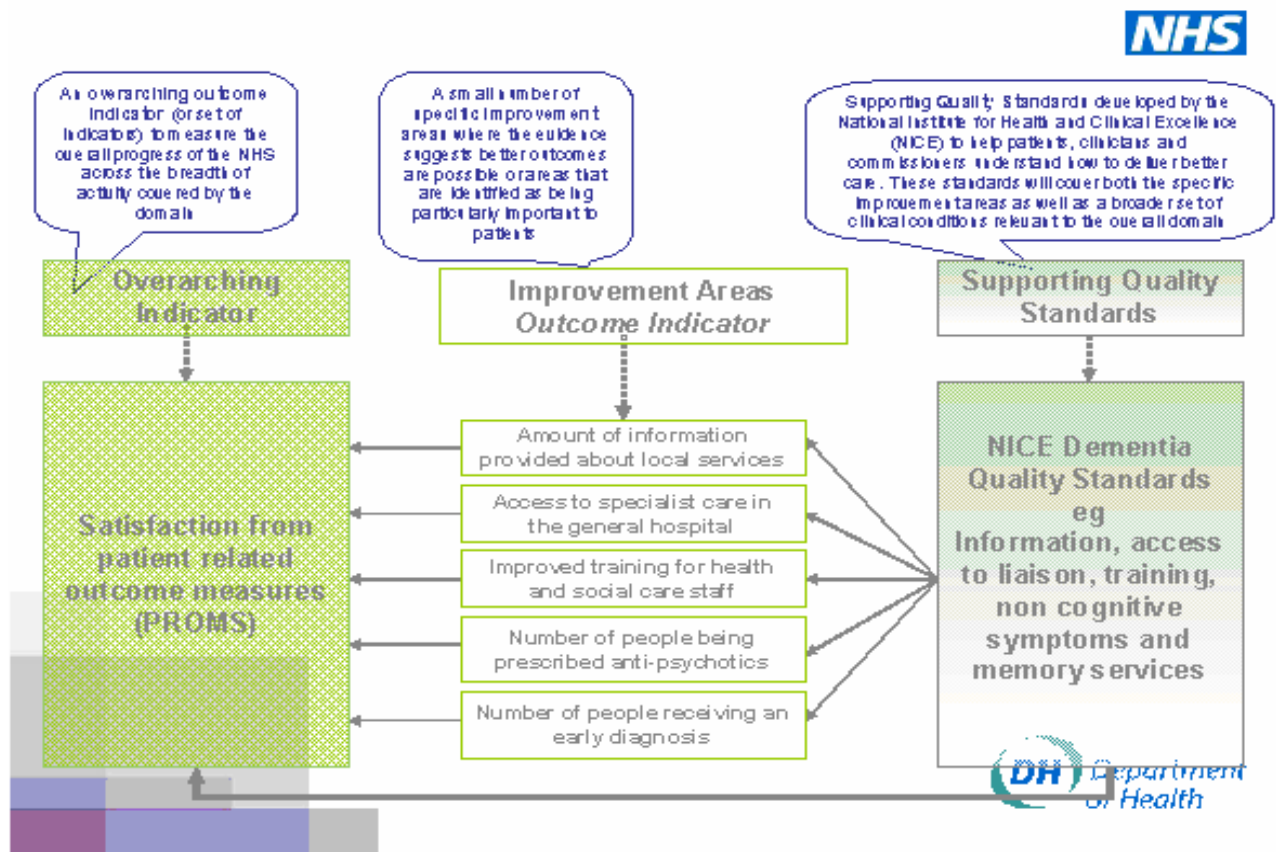 NHS
An overarching outcome
indicator (or set of
indicators) to measure the
overall progress of the NHS
across the breadth of
activity covered by the
domain
A small number of
specific improvement
areas where the evidence
suggests better outcomes
are possible or areas that
are identified as being
particularly important to
patients
Supporting Quality Standards developed by the
National Institute for Health and Clinical Excellence
(NICE) to help patients, clinicians and
commissioners understand how to deliver better
care. These standards will cover both the specific
improvement areas as well as a broader set of
clinical conditions relevant to the overall domain
Overarching
Indicator
Improvement Areas
Outcome Indicator
Supporting Quality
Standards
Satisfaction from
patient related
outcome measures
(PROMS)
Amount of information
provided about local services
Access to specialist care in
the general hospital
Improved training for health
and social care staff
Number of people being
prescribed anti-psychotics
Number of people receiving an
early diagnosis
NICE Dementia
Quality Standards
eg
Information, access
to liaison, training,
non cognitive
symptoms and
memory services
DH Department
of Health